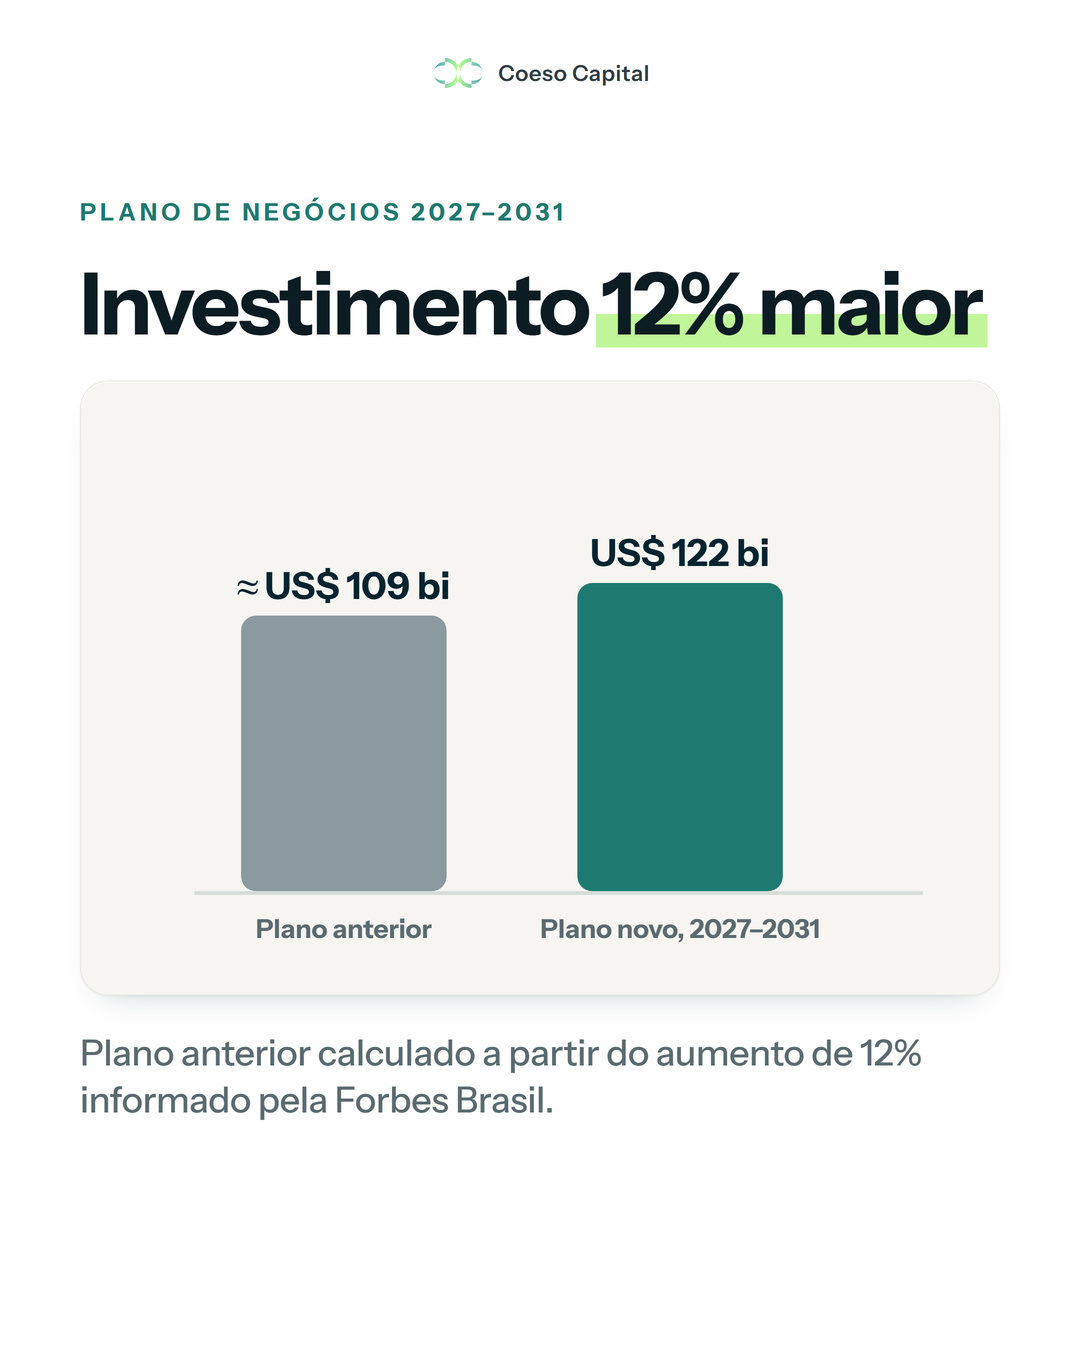 Coeso Capital
PLANO DE NEGÓCIOS 2027–2031
Investimento 12% maior
≈ US$ 109 bi
US$ 122 bi
Plano anterior
Plano novo, 2027–2031
Plano anterior calculado a partir do aumento de 12%
informado pela Forbes Brasil.